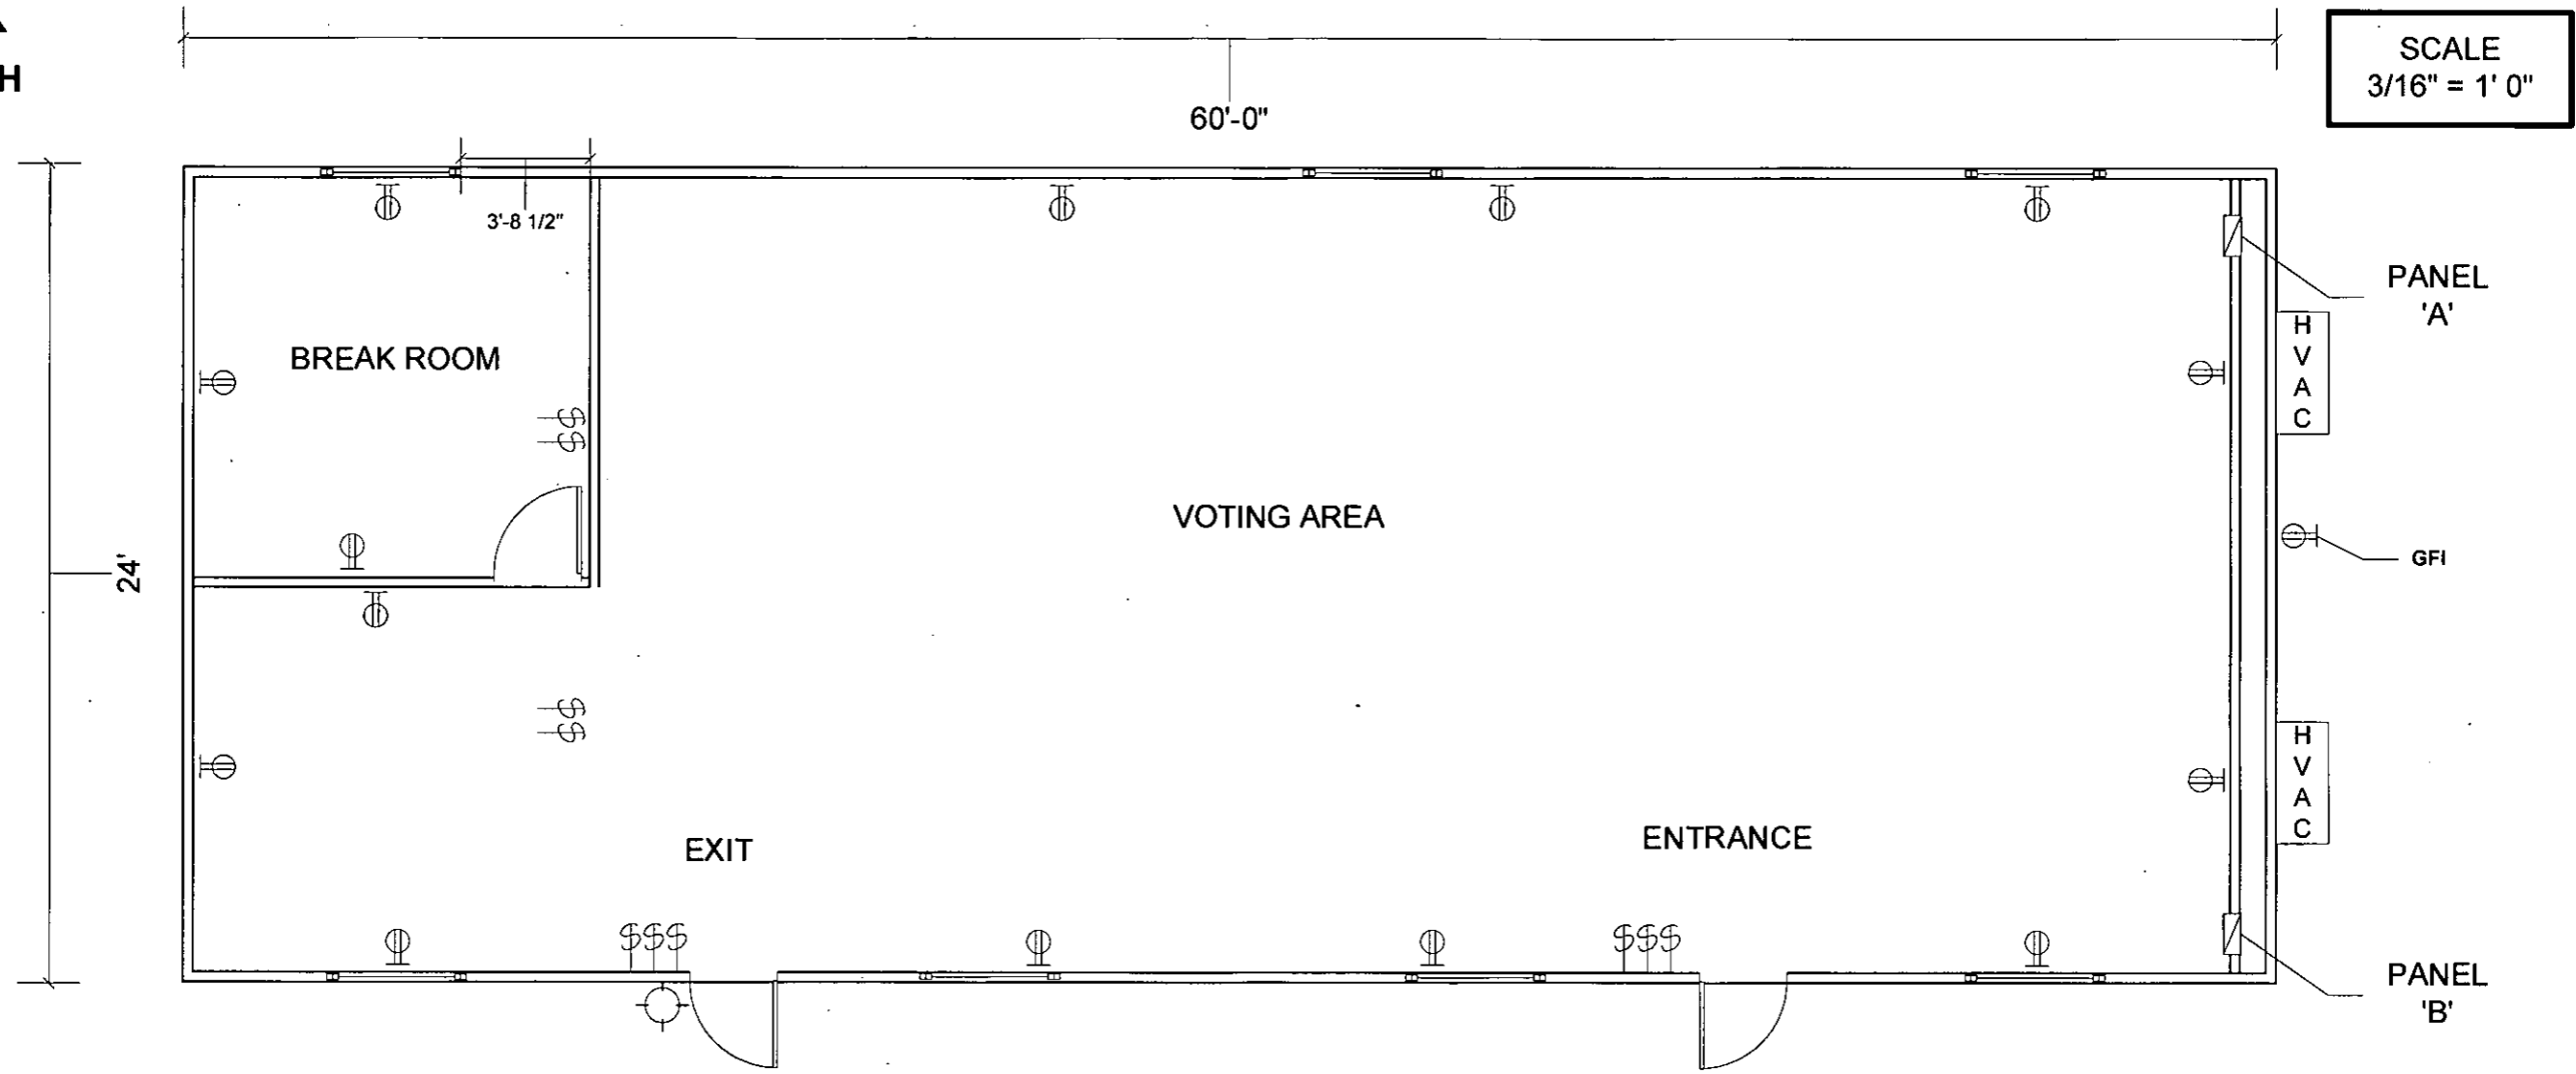 H
SCALE
3/16" = 1' 0"
60'-0"
3'-8 1/2"
PANEL
'A'
H
V
A
C
BREAK ROOM
VOTING AREA
GFI
24'
H
V
A
C
EXIT
ENTRANCE
$$$
$$$
PANEL
'B'